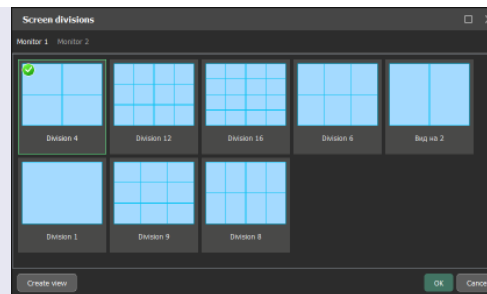 Screen divisions
Monitor 1 Monitor 2
Division 4 Division 12 Division 16 Division 6 Вид на 2
Division 1 Division 9 Division 8
Create view OK Cance